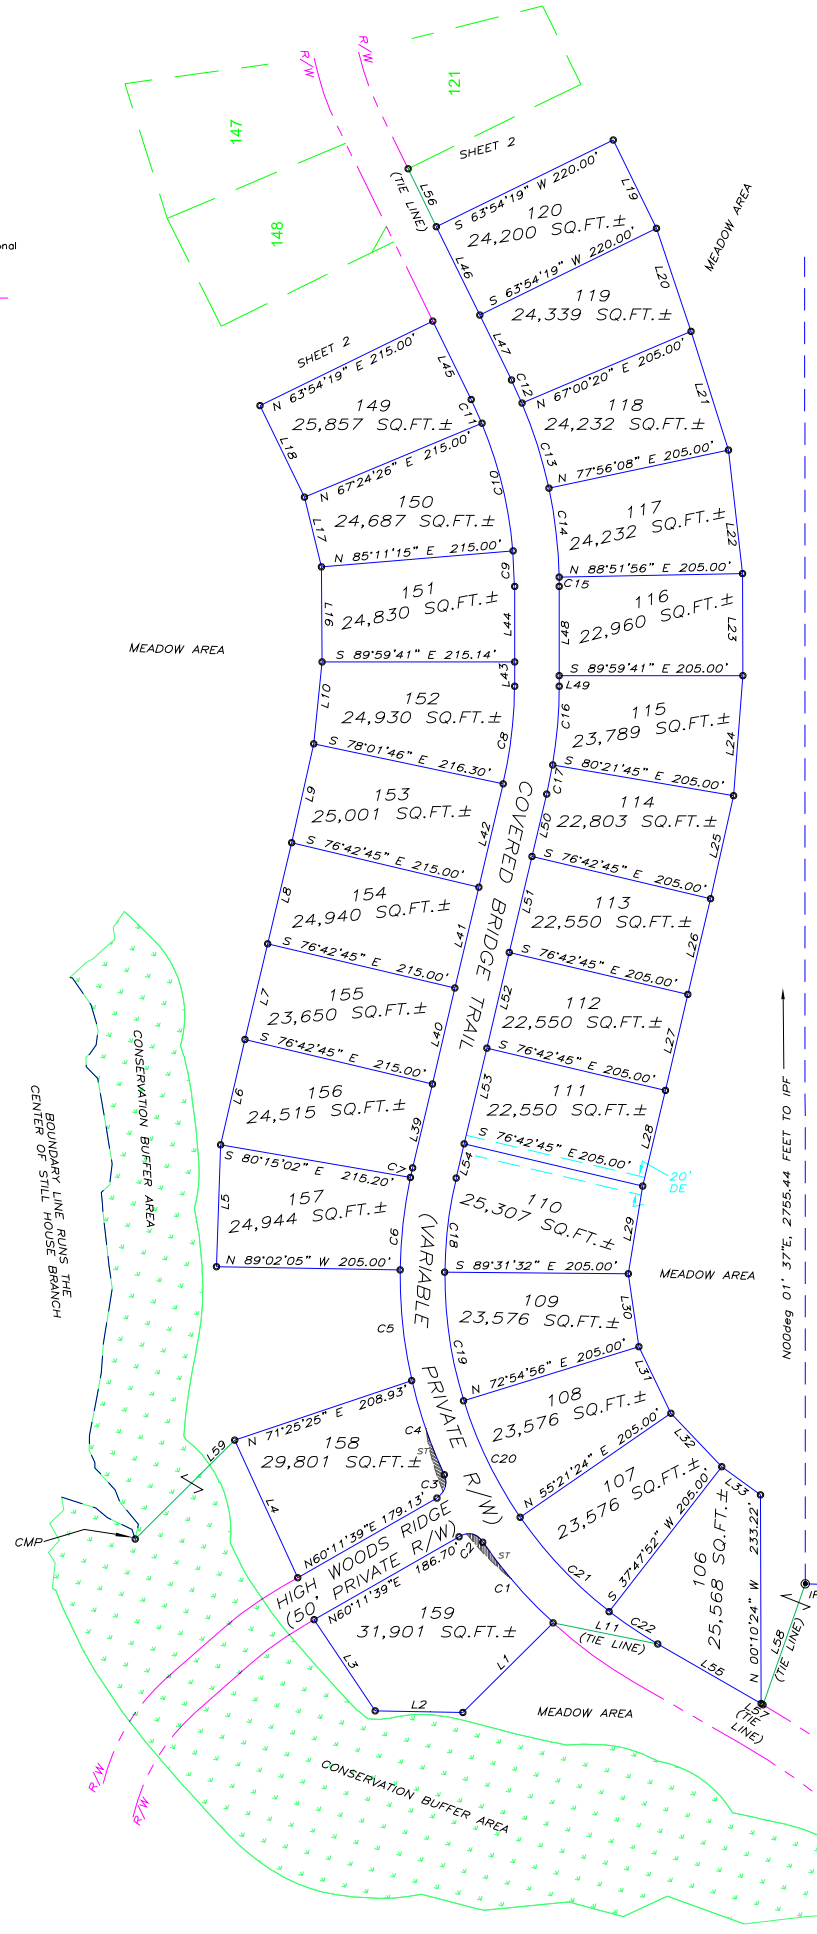 R/W
R/W
121
147
148
SHEET 2
L56
(TIE LINE)
S 63°54'19" W 220.00'
120
24,200 SQ.FT.±
L19
MEADOW AREA
onal
L46
S 63°54'19" W 220.00'
119
24,339 SQ.FT.±
L20
L47
C12
N 67°00'20" E 205.00'
118
24,232 SQ.FT.±
L21
SHEET 2
N 63°54'19" E 215.00'
149
25,857 SQ.FT.±
L45
L18
C11
C13
N 77°56'08" E 205.00'
117
24,232 SQ.FT.±
L22
C14
N 67°24'26" E 215.00'
150
24,687 SQ.FT.±
C10
L17
N 85°11'15" E 215.00'
151
24,830 SQ.FT.±
C9
L16
L44
N 88°51'56" E 205.00'
C15
116
22,960 SQ.FT.±
L48
L23
MEADOW AREA
S 89°59'41" E 215.14'
152
24,930 SQ.FT.±
L43
L10
C8
S 89°59'41" E 205.00'
L49
115
23,789 SQ.FT.±
C16
L24
S 78°01'46" E 216.30'
153
25,001 SQ.FT.±
L9
L42
S 80°21'45" E 205.00'
C17
114
22,803 SQ.FT.±
L50
L25
S 76°42'45" E 215.00'
154
24,940 SQ.FT.±
L8
L41
S 76°42'45" E 205.00'
113
22,550 SQ.FT.±
L51
L26
S 76°42'45" E 215.00'
155
23,650 SQ.FT.±
L7
L40
S 76°42'45" E 205.00'
112
22,550 SQ.FT.±
L52
L27
S 76°42'45" E 215.00'
156
24,515 SQ.FT.±
L6
L39
C7
S 76°42'45" E 205.00'
111
22,550 SQ.FT.±
L53
L28
S 80°15'02" E 215.20'
157
24,944 SQ.FT.±
L5
C6
S 76°42'45" E 205.00'
20'
DE
L54
110
25,307 SQ.FT.±
C18
L29
N 89°02'05" W 205.00'
C5
COVERED BRIDGE TRAIL
(VARIABLE PRIVATE R/W)
S 89°31'32" E 205.00'
MEADOW AREA
109
23,576 SQ.FT.±
L30
C19
N 72°54'56" E 205.00'
108
23,576 SQ.FT.±
L31
C20
N 55°21'24" E 205.00'
107
23,576 SQ.FT.±
L32
C21
S 37°47'52" W 205.00'
106
25,568 SQ.FT.±
L33
N 00°10'24" W 233.22'
C22
L55
L57
(TIE
LINE)
L58
(TIE LINE)
IP
N00deg 01' 37"E, 2755.44 FEET TO IPF
CONSERVATION BUFFER AREA
BOUNDARY LINE RUNS THE
CENTER OF STILL HOUSE BRANCH
N 71°25'25" E 208.93'
158
29,801 SQ.FT.±
L59
L4
C4
ST
C3
N60°11'39"E 179.13'
CMP
HIGH WOODS RIDGE
(50' PRIVATE R/W)
N60°11'39"E 186.70'
C2
ST
C1
159
31,901 SQ.FT.±
L3
L2
L1
L11
(TIE LINE)
MEADOW AREA
R/W
R/W
CONSERVATION BUFFER AREA